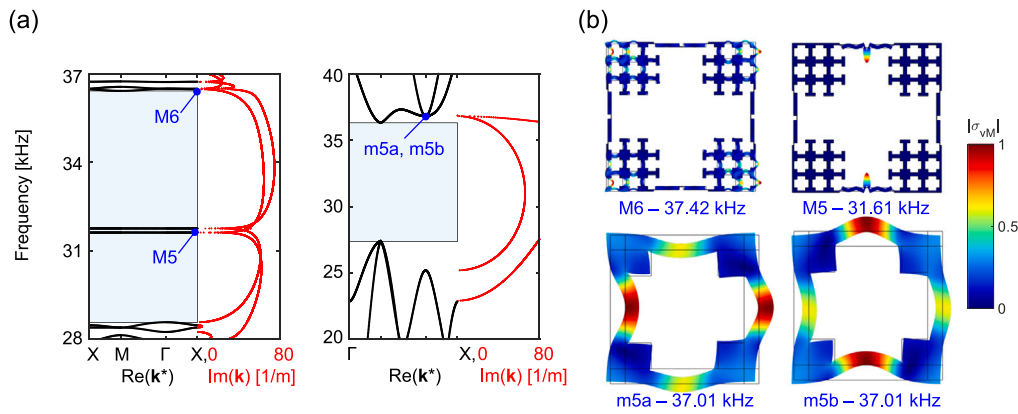 (a)
(b)
37
34
31
28
Frequency [kHz]
M6
M5
X M Γ X, 0 80
Re(k*) Im(k) [1/m]
40
35
30
25
20
m5a, m5b
Γ X, 0 80
Re(k*) Im(k) [1/m]
M6 – 37.42 kHz
M5 – 31.61 kHz
m5a – 37.01 kHz
m5b – 37.01 kHz
|σvM|
1
0.5
0